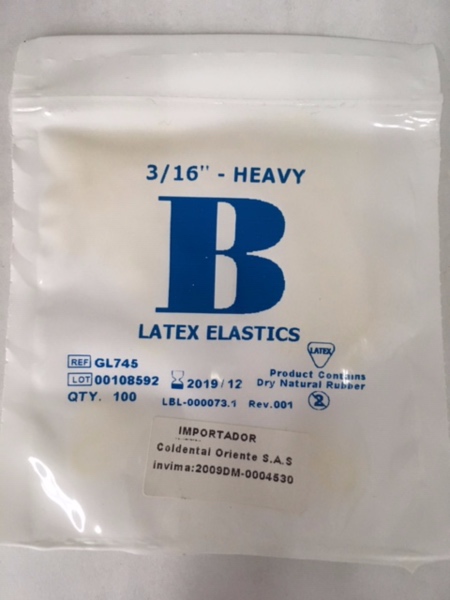 3/16" - HEAVY
B
LATEX ELASTICS
LATEX
REF GL745
Product Contains
Dry Natural Rubber
LOT 00108592
2019/12
2
QTY. 100
LBL-000073.1 Rev.001
IMPORTADOR
Coldental Oriente S.A.S
invima:2009DM-0004530